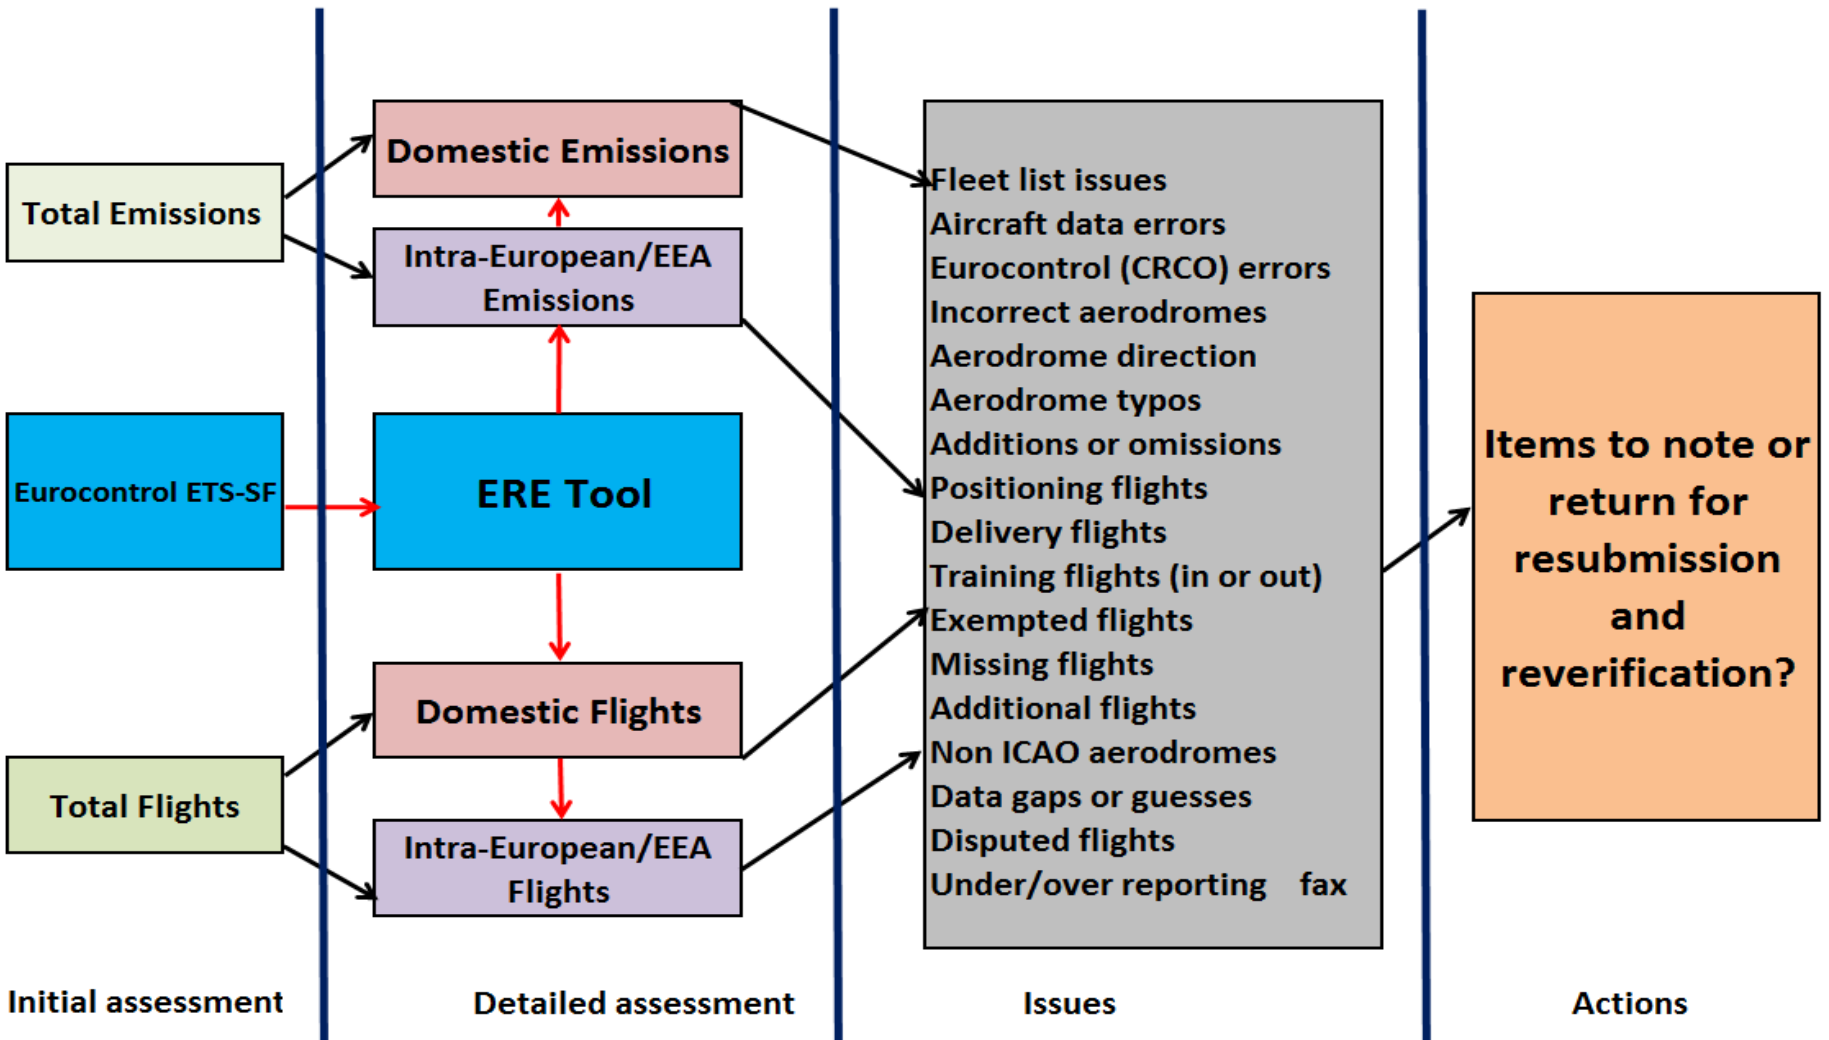 Total Emissions
Eurocontrol ETS-SF
Total Flights
Initial assessment
Domestic Emissions
Intra-European/EEA
Emissions
ERE Tool
Domestic Flights
Intra-European/EEA
Flights
Detailed assessment
Fleet list issues
Aircraft data errors
Eurocontrol (CRCO) errors
Incorrect aerodromes
Aerodrome direction
Aerodrome typos
Additions or omissions
Positioning flights
Delivery flights
Training flights (in or out)
Exempted flights
Missing flights
Additional flights
Non ICAO aerodromes
Data gaps or guesses
Disputed flights
Under/over reporting fax
Issues
Items to note or
return for
resubmission
and
reverification?
Actions